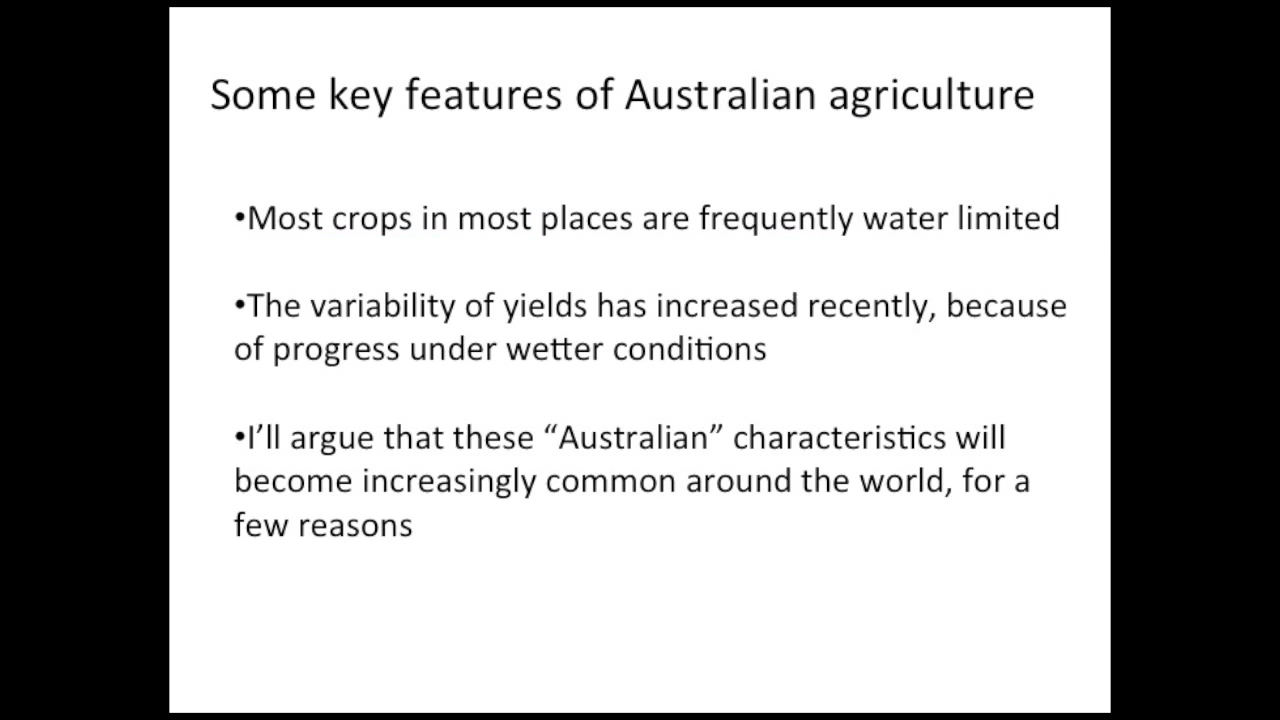 Some key features of Australian agriculture
•Most crops in most places are frequently water limited
•The variability of yields has increased recently, because
of progress under wetter conditions
•I’ll argue that these “Australian” characteristics will
become increasingly common around the world, for a
few reasons